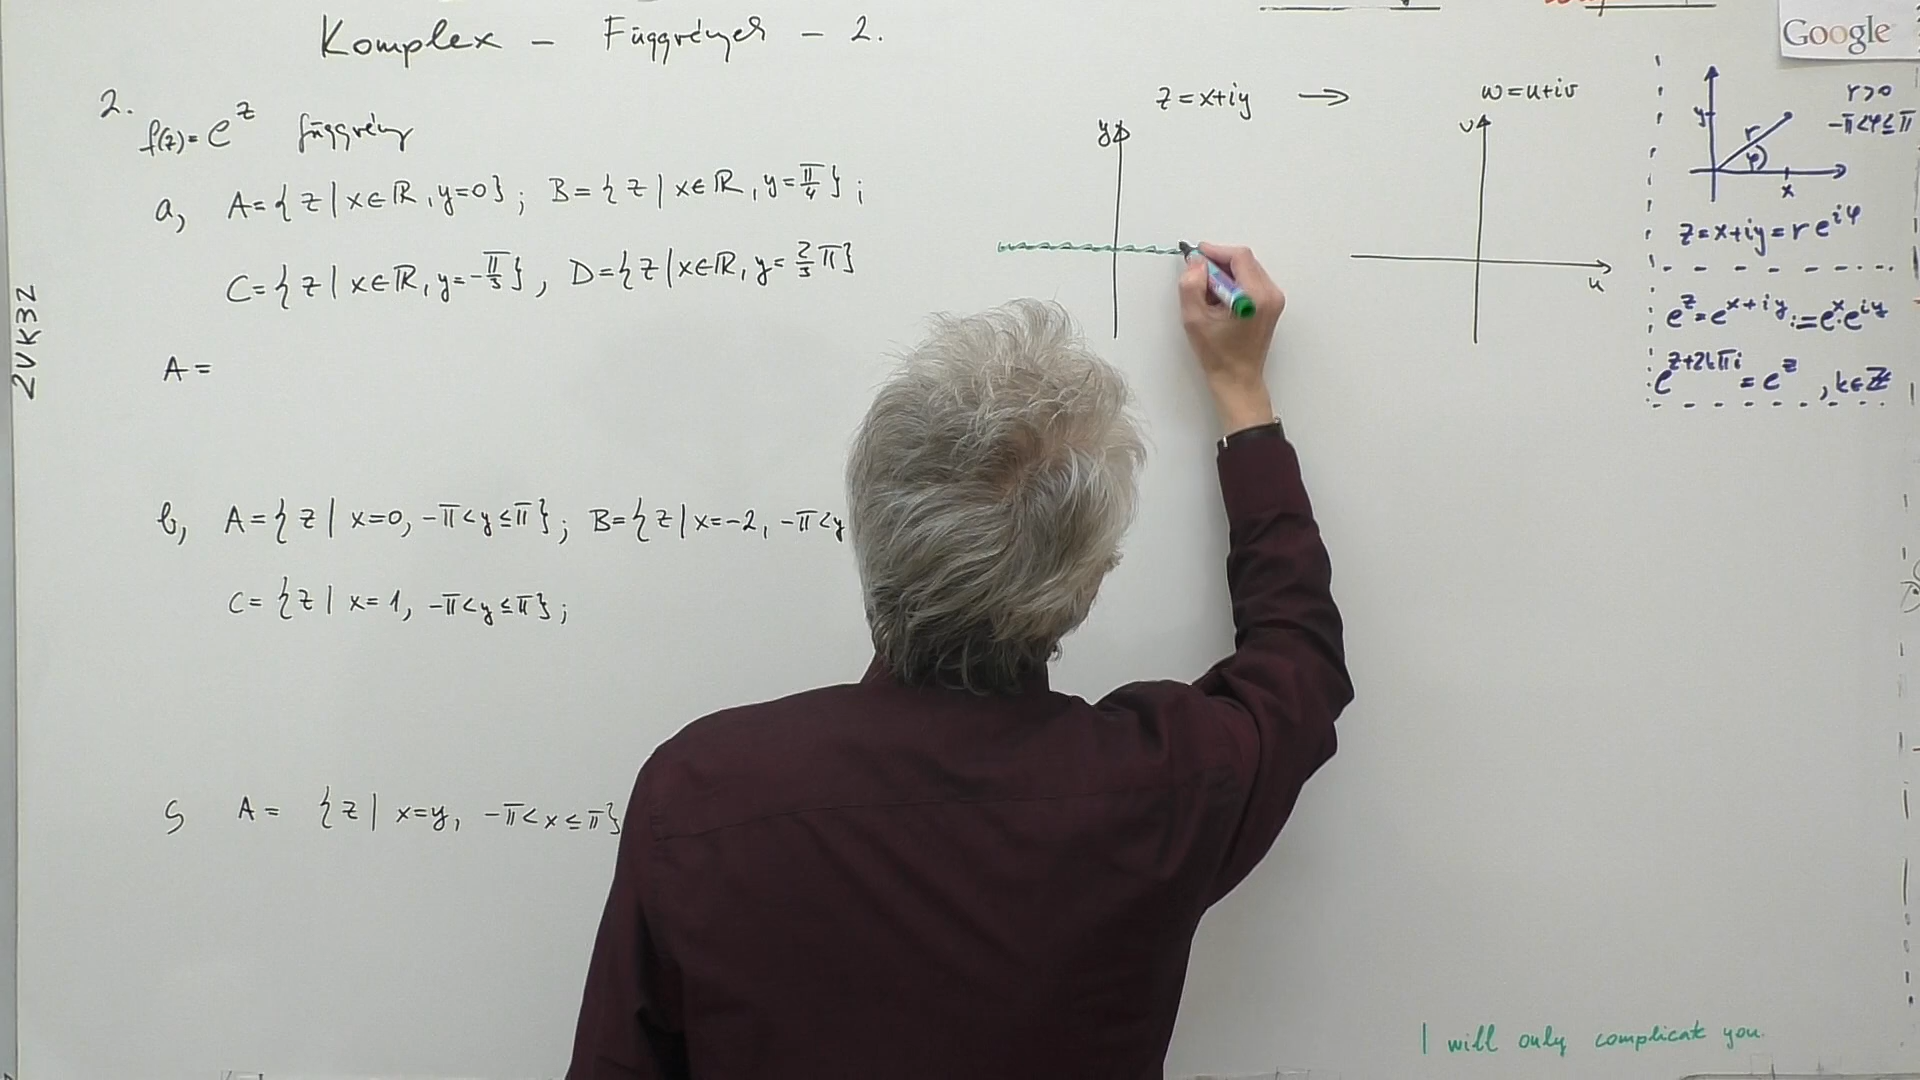 Komplex - Függvények - 2.
2. f(z) = e^z függvény
a, A = { z | x∈ℝ, y=0 } ; B = { z | x∈ℝ, y=π/4 } ;
C = { z | x∈ℝ, y=-π/3 } , D = { z | x∈ℝ, y=2/3 π }
A =
b, A = { z | x=0, -π<y≤π } ; B = { z | x=-2, -π<y
C = { z | x=1, -π<y≤π } ;
A = { z | x=y, -π<x≤π }
2VK3Z
z=x+iy → w=u+iv
y
v
u
Google
y r φ x
r>0
-π<φ≤π
z=x+iy=re^{iφ}
e^z=e^{x+iy}:=e^x·e^{iy}
e^{z+2kπi}=e^z, k∈ℤ
I will only complicate you.